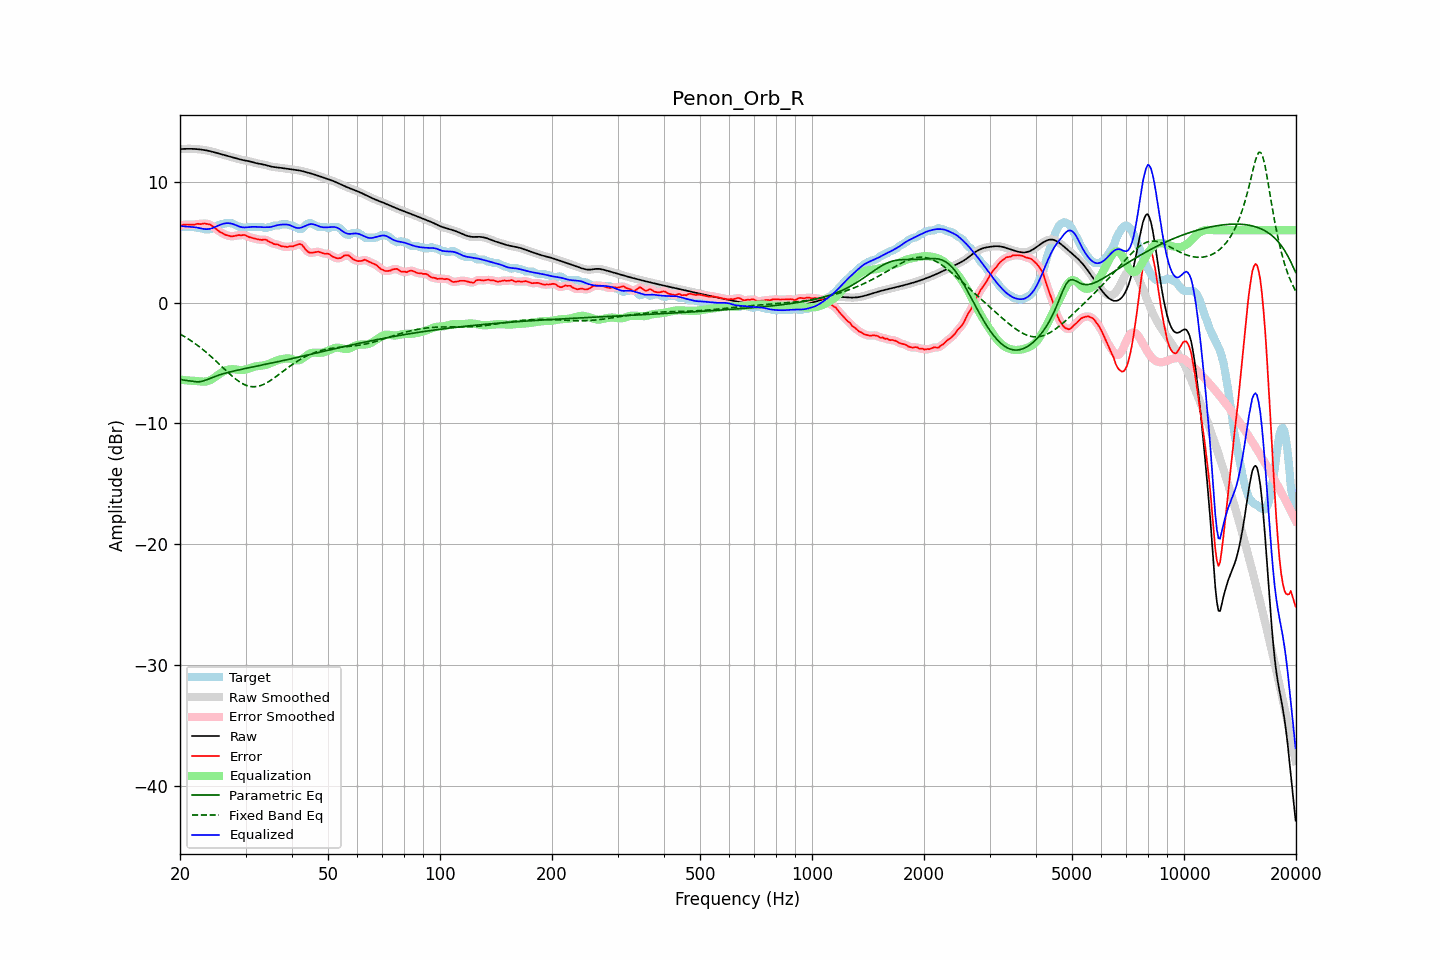 Penon_Orb_R
10
0
−10
−20
−30
−40
Amplitude (dBr)
Target
Raw Smoothed
Error Smoothed
Raw
Error
Equalization
Parametric Eq
Fixed Band Eq
Equalized
20 50 100 200 500 1000 2000 5000 10000 20000
Frequency (Hz)